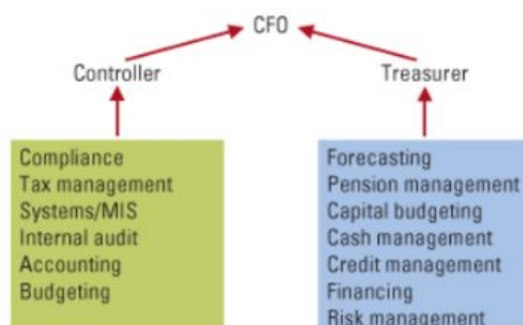 CFO
Controller
Treasurer
Compliance
Tax management
Systems/MIS
Internal audit
Accounting
Budgeting
Forecasting
Pension management
Capital budgeting
Cash management
Credit management
Financing
Risk management